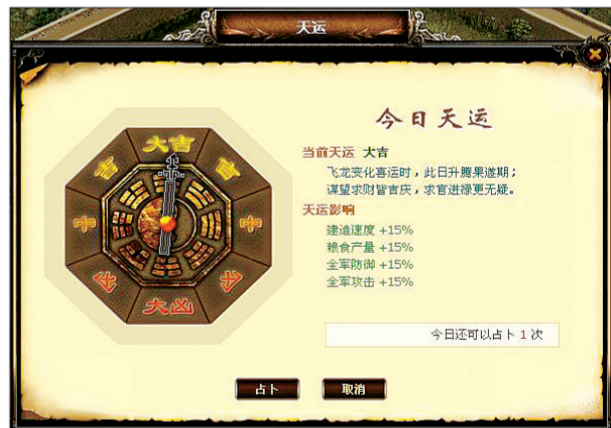 天运
今日天运
当前天运 大吉
飞龙变化喜运时，此日升腾果遂期；
谋望求财皆吉庆，求官进禄更无疑。
天运影响
建造速度 +15%
粮食产量 +15%
全军防御 +15%
全军攻击 +15%
今日还可以占卜 1 次
大吉
吉
吉
中
中
凶
凶
大凶
占卜
取消